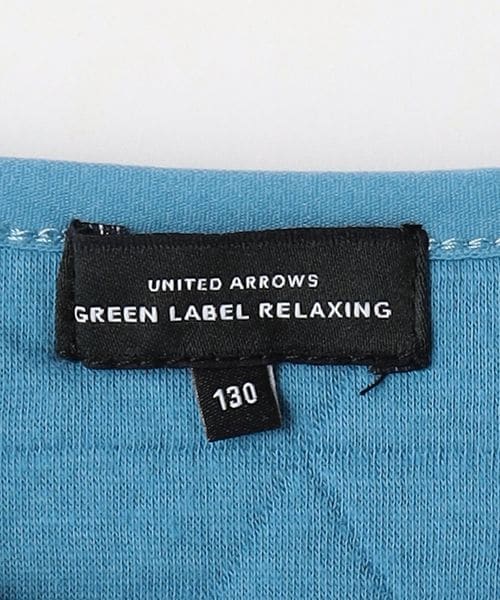 UNITED ARROWS
GREEN LABEL RELAXING
130